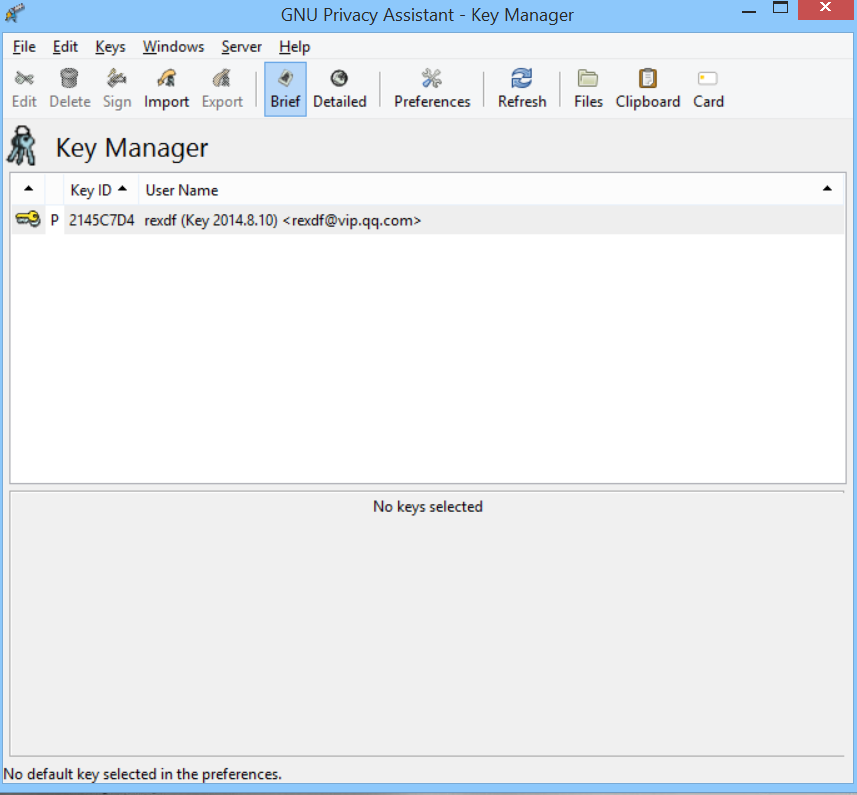 GNU Privacy Assistant - Key Manager
File Edit Keys Windows Server Help
Edit Delete Sign Import Export Brief Detailed Preferences Refresh Files Clipboard Card
Key Manager
Key ID User Name
P 2145C7D4 rexdf (Key 2014.8.10) <rexdf@vip.qq.com>
No keys selected
No default key selected in the preferences.